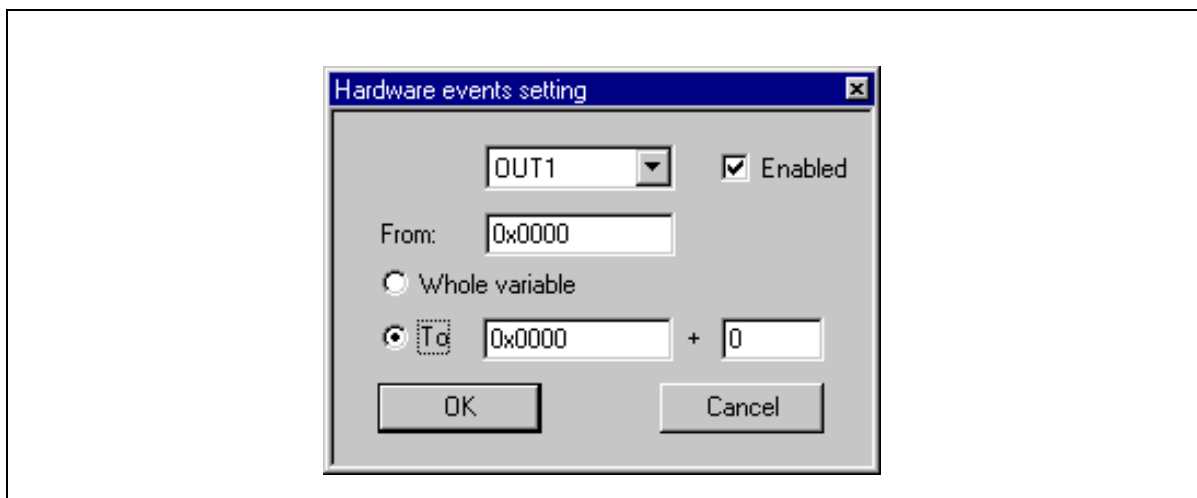 Hardware events setting
OUT1 Enabled
From: 0x0000
Whole variable
To 0x0000 + 0
OK Cancel